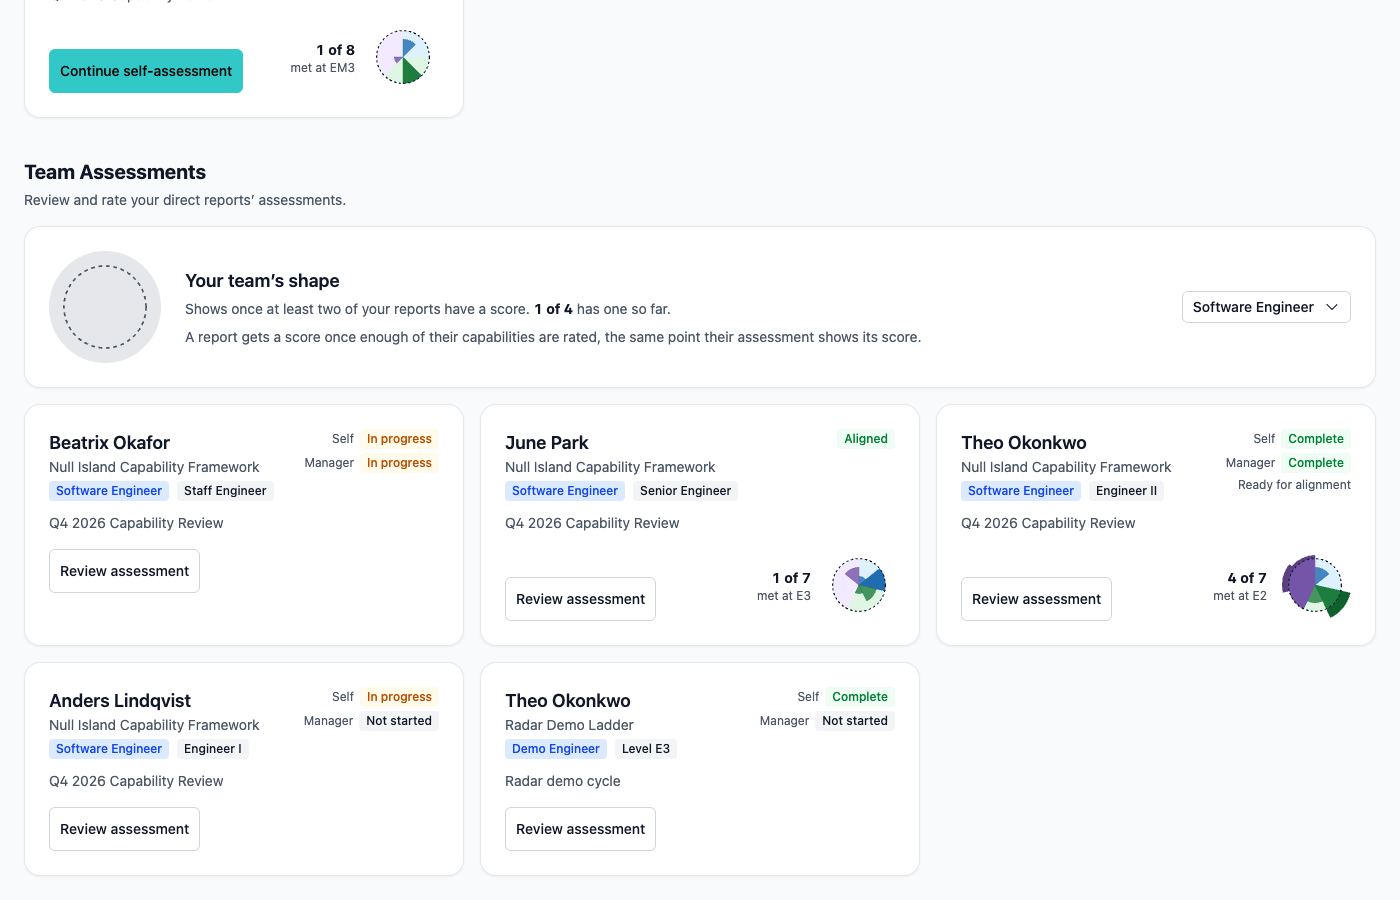 Continue self-assessment
1 of 8
met at EM3
Team Assessments
Review and rate your direct reports’ assessments.
Your team’s shape
Shows once at least two of your reports have a score. 1 of 4 has one so far.
A report gets a score once enough of their capabilities are rated, the same point their assessment shows its score.
Software Engineer
Beatrix Okafor
Self In progress
Manager In progress
Null Island Capability Framework
Software Engineer Staff Engineer
Q4 2026 Capability Review
Review assessment
June Park
Aligned
Null Island Capability Framework
Software Engineer Senior Engineer
Q4 2026 Capability Review
Review assessment
1 of 7
met at E3
Theo Okonkwo
Self Complete
Manager Complete
Ready for alignment
Null Island Capability Framework
Software Engineer Engineer II
Q4 2026 Capability Review
Review assessment
4 of 7
met at E2
Anders Lindqvist
Self In progress
Manager Not started
Null Island Capability Framework
Software Engineer Engineer I
Q4 2026 Capability Review
Review assessment
Theo Okonkwo
Self Complete
Manager Not started
Radar Demo Ladder
Demo Engineer Level E3
Radar demo cycle
Review assessment